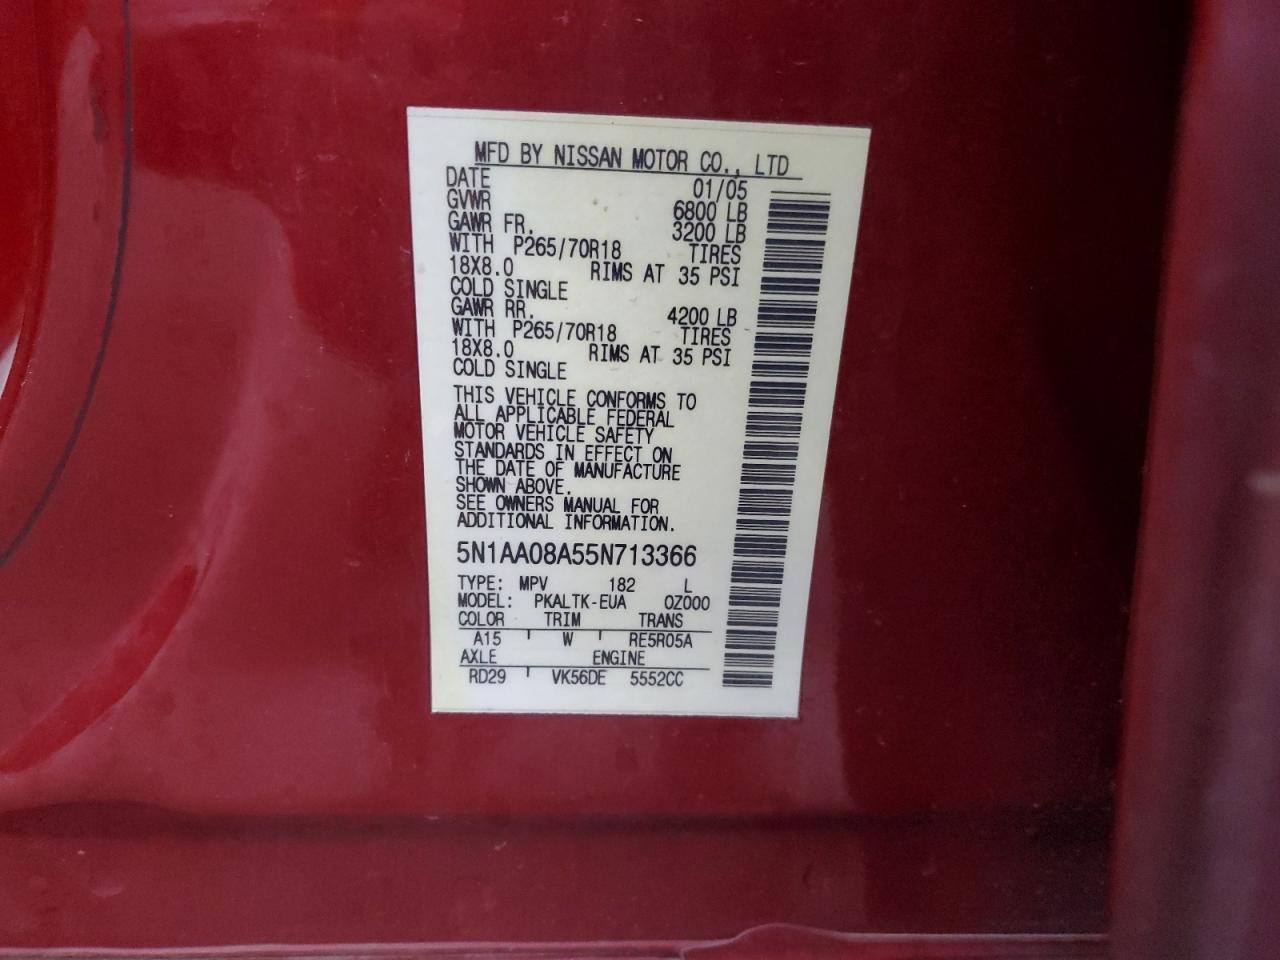 MFD BY NISSAN MOTOR CO., LTD
DATE 01/05
GVWR 6800 LB
GAWR FR. 3200 LB
WITH P265/70R18 TIRES
18X8.0 RIMS AT 35 PSI
COLD SINGLE
GAWR RR. 4200 LB
WITH P265/70R18 TIRES
18X8.0 RIMS AT 35 PSI
COLD SINGLE
THIS VEHICLE CONFORMS TO
ALL APPLICABLE FEDERAL
MOTOR VEHICLE SAFETY
STANDARDS IN EFFECT ON
THE DATE OF MANUFACTURE
SHOWN ABOVE.
SEE OWNERS MANUAL FOR
ADDITIONAL INFORMATION.
5N1AA08A55N713366
TYPE: MPV 182 L
MODEL: PKALTK-EUA 0Z000
COLOR TRIM TRANS
A15 W RE5R05A
AXLE ENGINE
RD29 VK56DE 5552CC